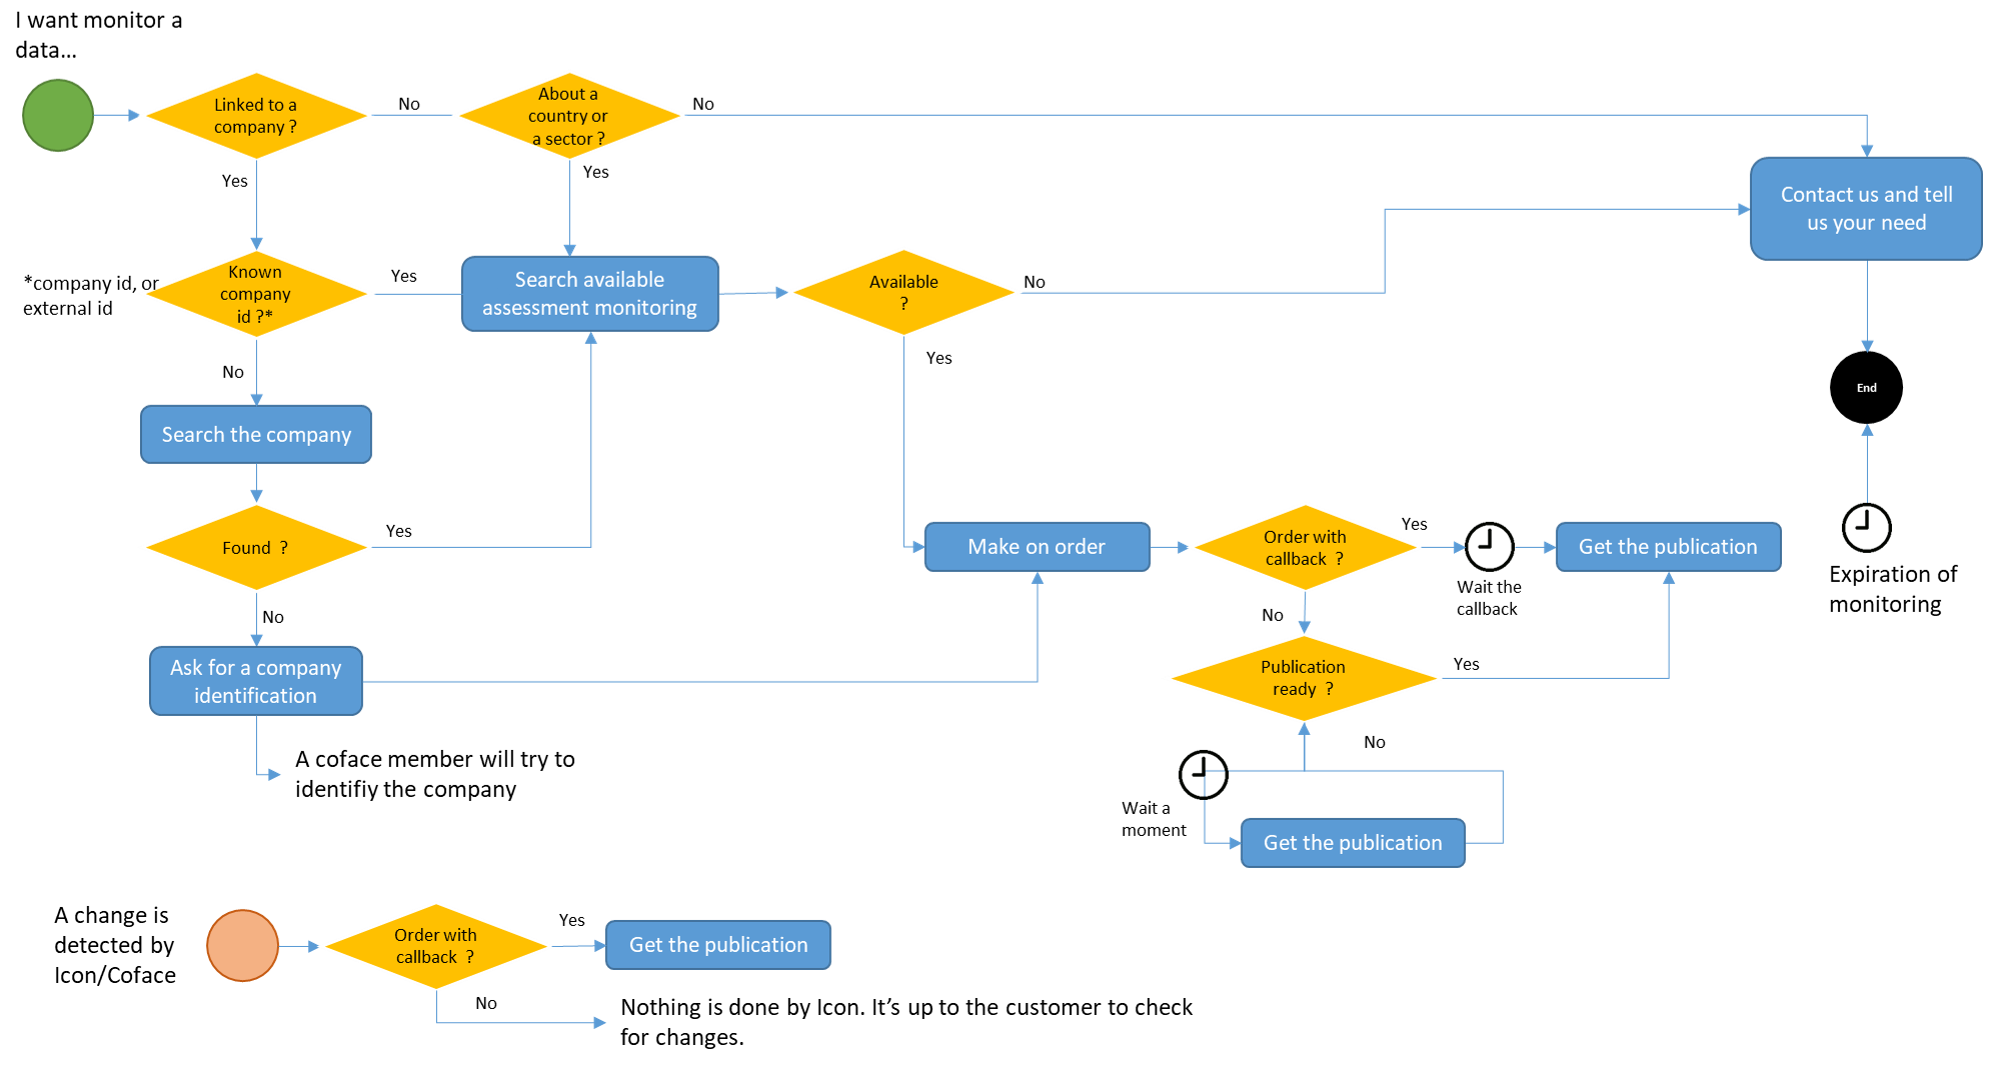 I want monitor a
data...
Linked to a
company ?
No
About a
country or
a sector ?
No
Yes
Yes
Contact us and tell
us your need
*company id, or
external id
Known
company
id ?*
Yes
Search available
assessment monitoring
Available
?
No
No
Yes
End
Search the company
Found ?
Yes
Make on order
Order with
callback ?
Yes
Wait the
callback
Get the publication
Expiration of
monitoring
No
No
Ask for a company
identification
Publication
ready ?
Yes
A coface member will try to
identifiy the company
No
Wait a
moment
Get the publication
A change is
detected by
Icon/Coface
Order with
callback ?
Yes
Get the publication
No
Nothing is done by Icon. It’s up to the customer to check
for changes.